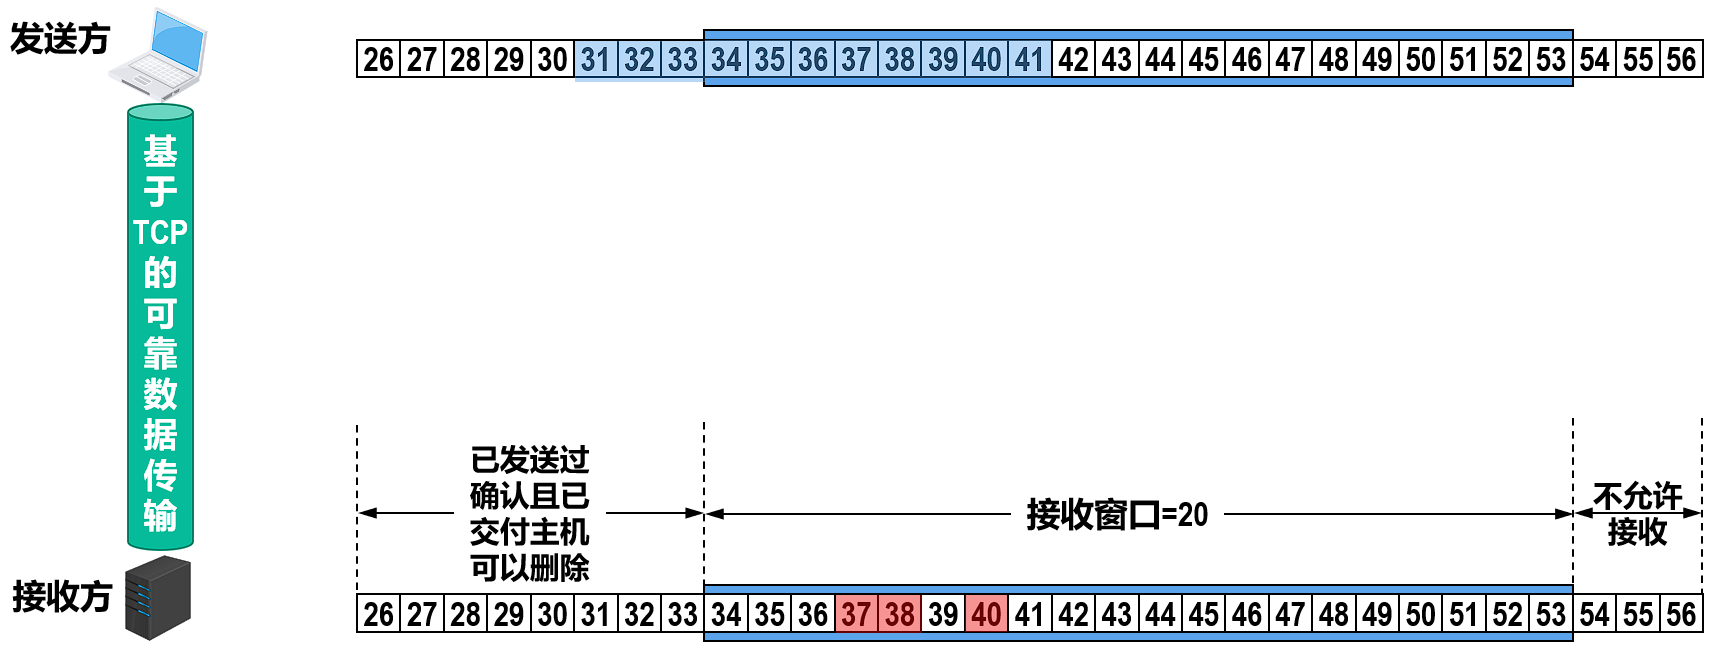 发送方
26 27 28 29 30 31 32 33 34 35 36 37 38 39 40 41 42 43 44 45 46 47 48 49 50 51 52 53 54 55 56
基
于
TCP
的
可
靠
数
据
传
输
已发送过
确认且已
交付主机
可以删除
接收窗口=20
不允许
接收
接收方
26 27 28 29 30 31 32 33 34 35 36 37 38 39 40 41 42 43 44 45 46 47 48 49 50 51 52 53 54 55 56